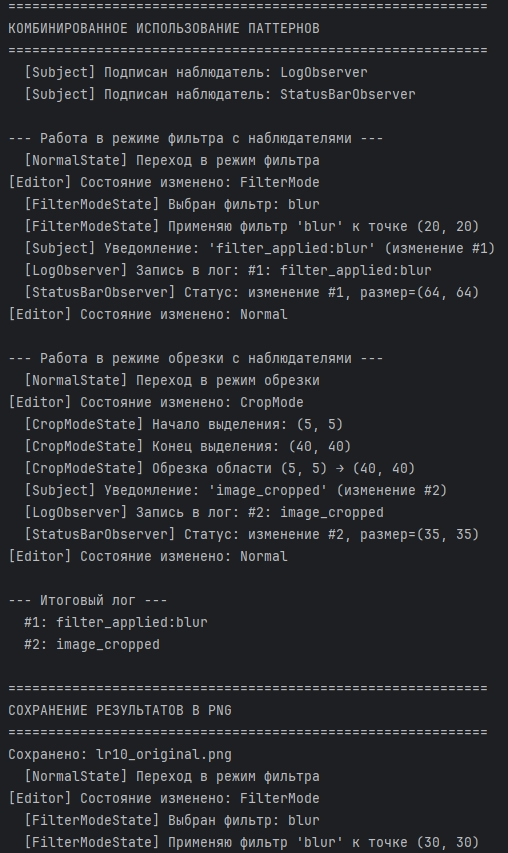 ============================================================
КОМБИНИРОВАННОЕ ИСПОЛЬЗОВАНИЕ ПАТТЕРНОВ
============================================================
  [Subject] Подписан наблюдатель: LogObserver
  [Subject] Подписан наблюдатель: StatusBarObserver

--- Работа в режиме фильтра с наблюдателями ---
  [NormalState] Переход в режим фильтра
[Editor] Состояние изменено: FilterMode
  [FilterModeState] Выбран фильтр: blur
  [FilterModeState] Применяю фильтр 'blur' к точке (20, 20)
  [Subject] Уведомление: 'filter_applied:blur' (изменение #1)
  [LogObserver] Запись в лог: #1: filter_applied:blur
  [StatusBarObserver] Статус: изменение #1, размер=(64, 64)
[Editor] Состояние изменено: Normal

--- Работа в режиме обрезки с наблюдателями ---
  [NormalState] Переход в режим обрезки
[Editor] Состояние изменено: CropMode
  [CropModeState] Начало выделения: (5, 5)
  [CropModeState] Конец выделения: (40, 40)
  [CropModeState] Обрезка области (5, 5) → (40, 40)
  [Subject] Уведомление: 'image_cropped' (изменение #2)
  [LogObserver] Запись в лог: #2: image_cropped
  [StatusBarObserver] Статус: изменение #2, размер=(35, 35)
[Editor] Состояние изменено: Normal

--- Итоговый лог ---
  #1: filter_applied:blur
  #2: image_cropped

============================================================
СОХРАНЕНИЕ РЕЗУЛЬТАТОВ В PNG
============================================================
Сохранено: lr10_original.png
  [NormalState] Переход в режим фильтра
[Editor] Состояние изменено: FilterMode
  [FilterModeState] Выбран фильтр: blur
  [FilterModeState] Применяю фильтр 'blur' к точке (30, 30)